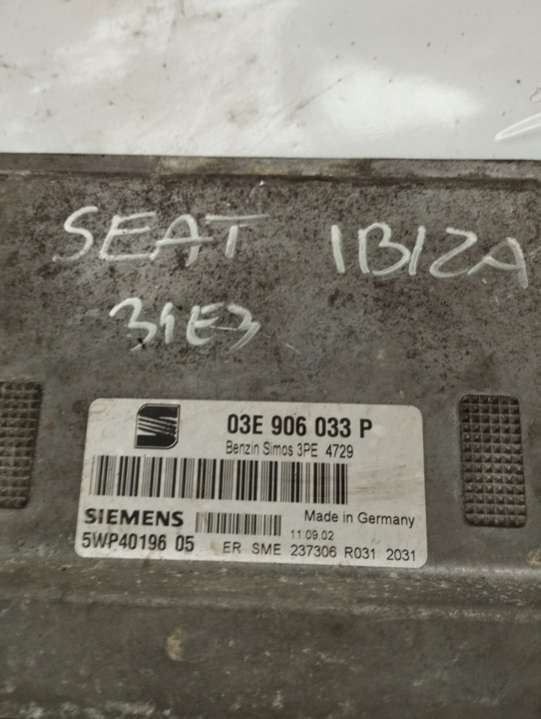 SEAT IBIZA
31E3
03E 906 033 P
Benzin Simos 3PE 4729
SIEMENS
Made in Germany
11.09.02
5WP40196 05
ER SME 237306 R031 2031